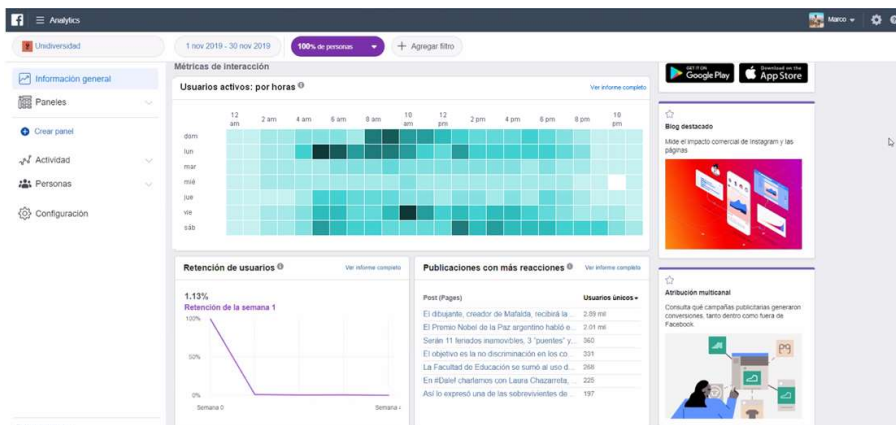 f Analytics
Marco
Unidiversidad
1 nov 2019 - 30 nov 2019
100% de personas
+ Agregar filtro
Información general
Paneles
Crear panel
Actividad
Personas
Configuración
Métricas de interacción
Usuarios activos: por horas
Ver informe completo
12 am 2 am 4 am 6 am 8 am 10 am 12 pm 2 pm 4 pm 6 pm 8 pm 10 pm
dom
lun
mar
mié
jue
vie
sáb
Retención de usuarios
Ver informe completo
1.13%
Retención de la semana 1
100%
50%
0%
Semana 0
Semana
Publicaciones con más reacciones
Ver informe completo
Post (Pages) Usuarios únicos
El dibujante, creador de Mafalda, recibirá la... 2.89 mil
El Premio Nobel de la Paz argentino habló e... 2.01 mil
Serán 11 feriados inamovibles, 3 "puentes" y... 360
El objetivo es la no discriminación en los co... 331
La Facultad de Educación se sumó al uso d... 268
En #Dalef charlamos con Laura Chazarreta, ... 225
Así lo expresó una de las sobrevivientes de ... 197
GET IT ON
Google Play
Download on the
App Store
Blog destacado
Mide el impacto comercial de Instagram y las
páginas
Atribución multicanal
Consulta qué campañas publicitarias generaron
conversiones, tanto dentro como fuera de
Facebook.